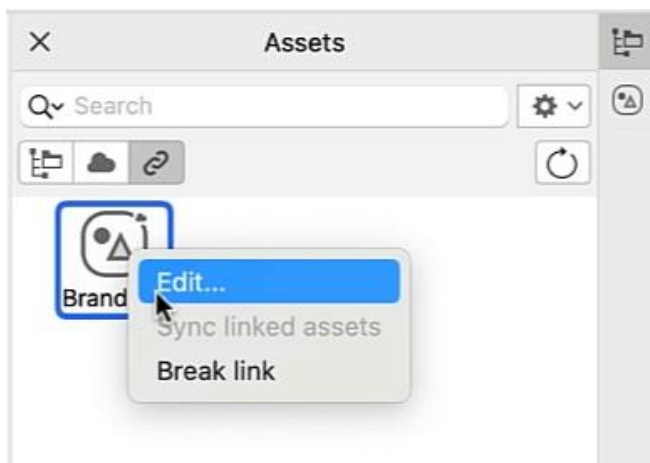 Assets
Search
Brand
Edit...
Sync linked assets
Break link